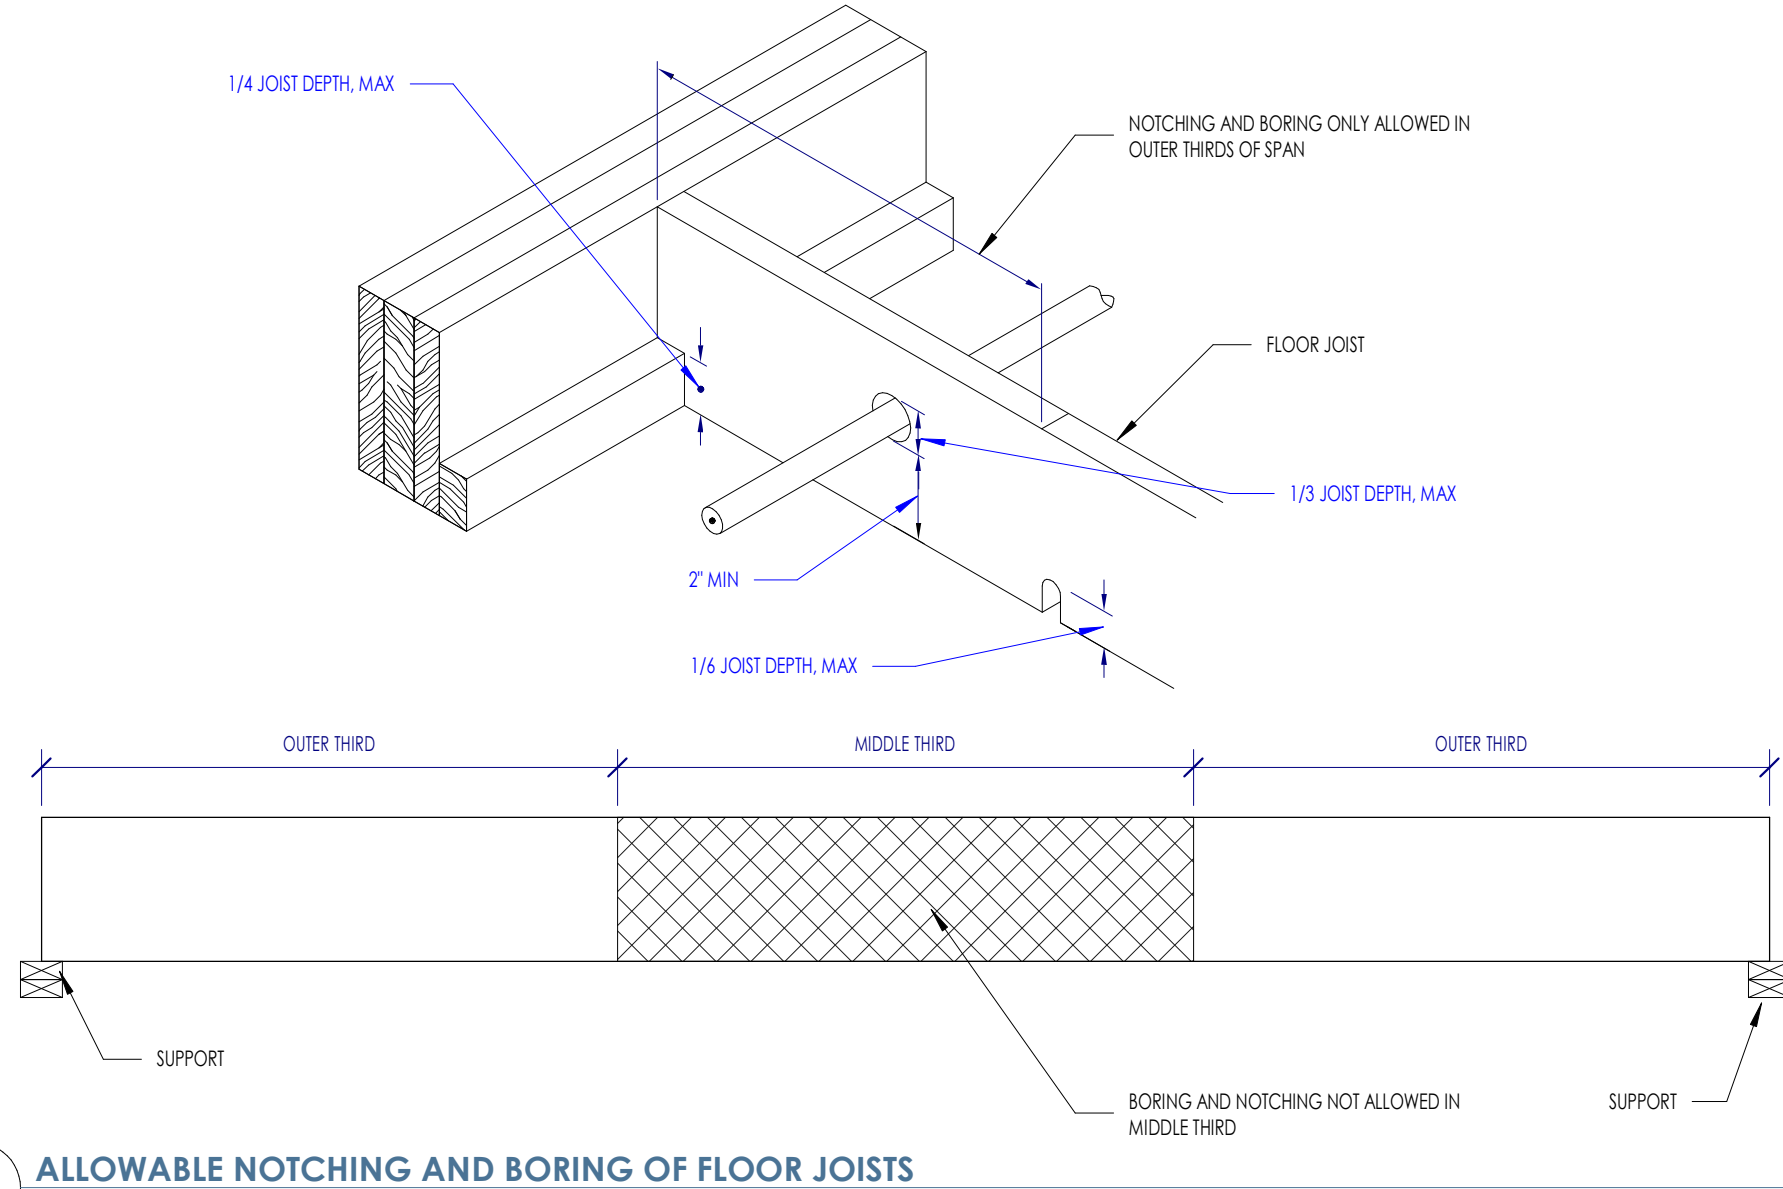 1/4 JOIST DEPTH, MAX
NOTCHING AND BORING ONLY ALLOWED IN
OUTER THIRDS OF SPAN
FLOOR JOIST
1/3 JOIST DEPTH, MAX
2" MIN
1/6 JOIST DEPTH, MAX
OUTER THIRD
MIDDLE THIRD
OUTER THIRD
SUPPORT
BORING AND NOTCHING NOT ALLOWED IN
MIDDLE THIRD
SUPPORT
ALLOWABLE NOTCHING AND BORING OF FLOOR JOISTS